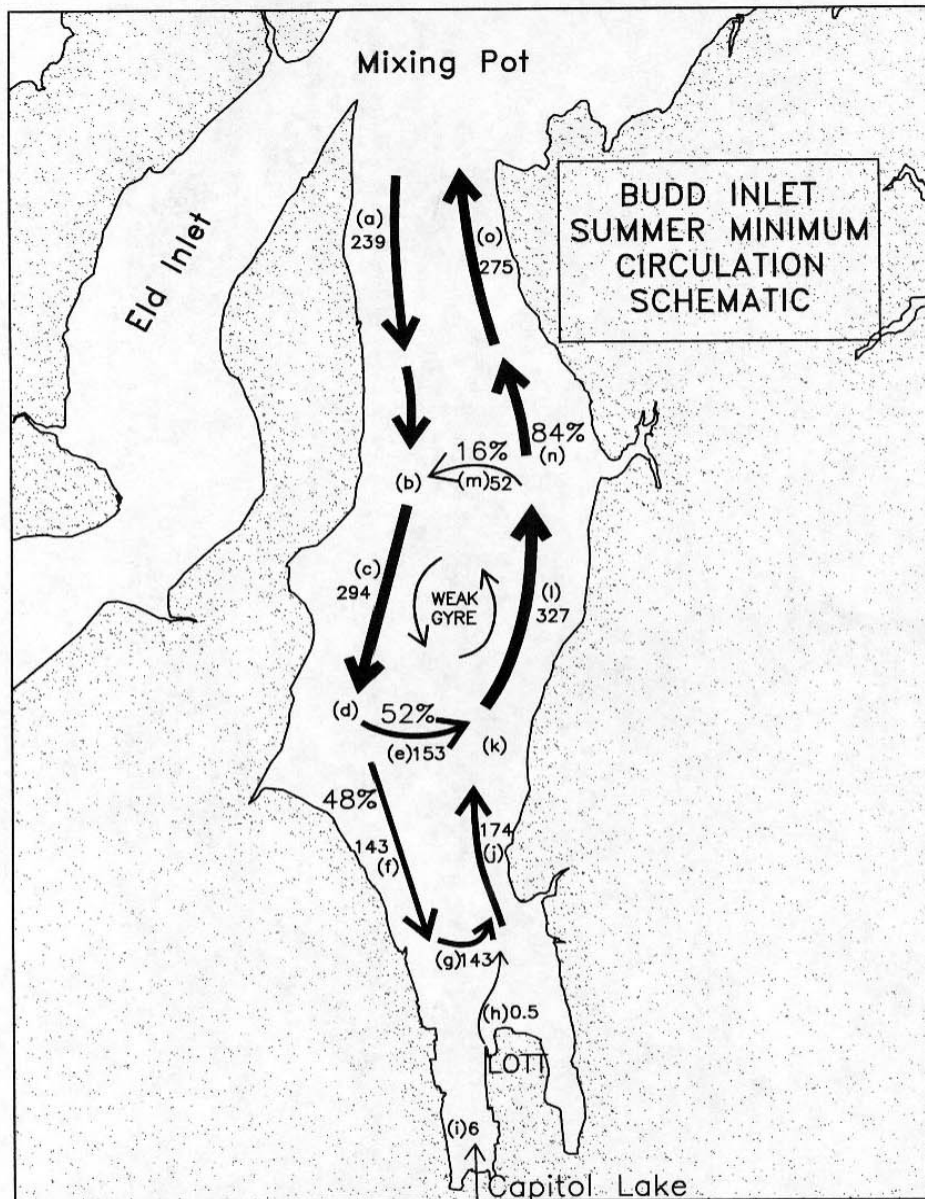 Mixing Pot
BUDD INLET
SUMMER MINIMUM
CIRCULATION
SCHEMATIC
Eld Inlet
(a)
239
(o)
275
84%
(n)
16%
(m)52
(b)
(c)
294
WEAK
GYRE
(l)
327
(d)
52%
(e)153
(k)
48%
143
(f)
174
(j)
(g)143
(h)0.5
LOTT
(i)6
Capitol Lake